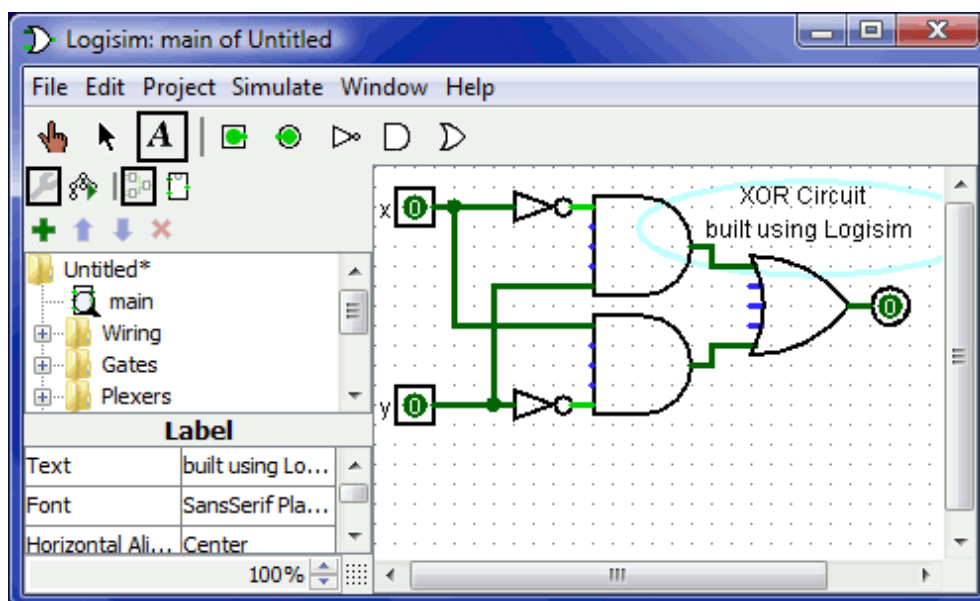 Logisim: main of Untitled
File Edit Project Simulate Window Help
A
Untitled*
main
Wiring
Gates
Plexers
Label
Text built using Lo...
Font SansSerif Pla...
Horizontal Ali... Center
100%
XOR Circuit
built using Logisim
x 0
0
y 0